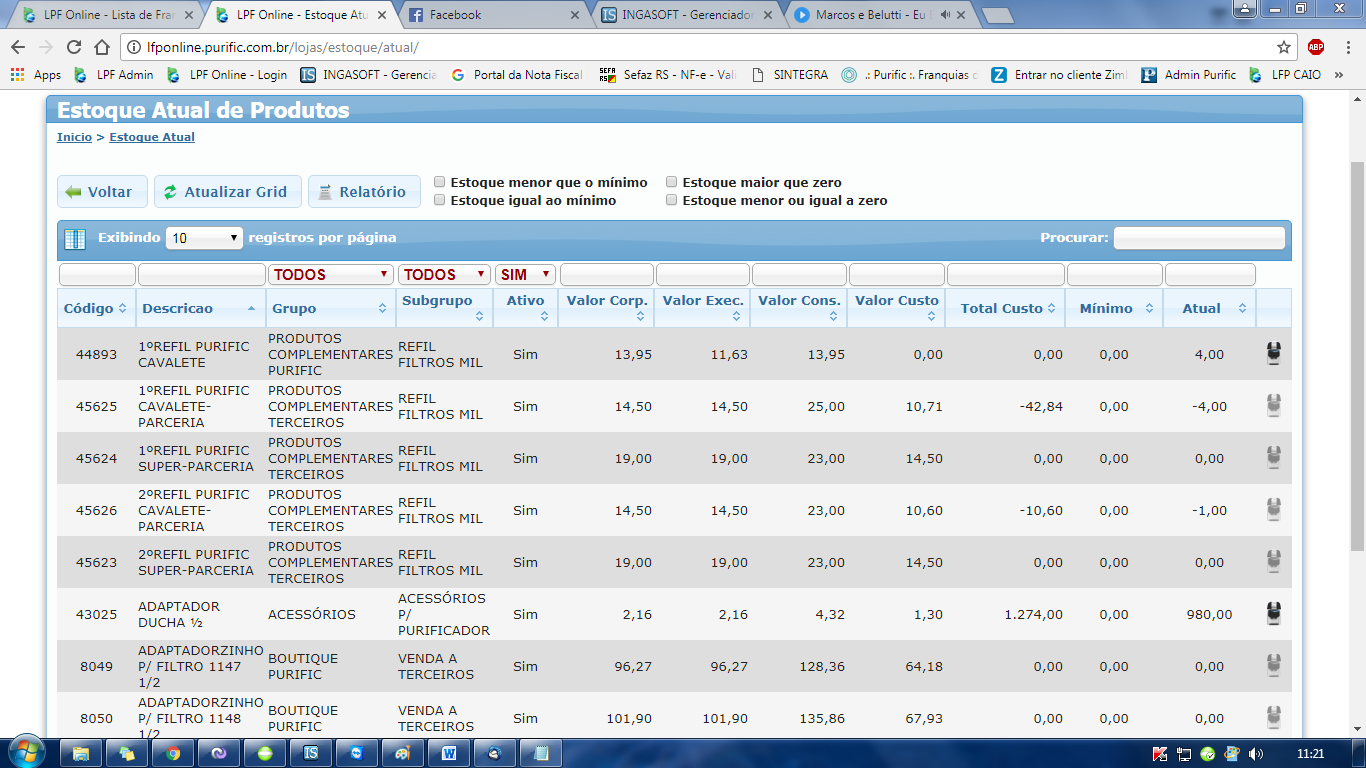 LPF Online - Lista de Fran
LPF Online - Estoque Atu
Facebook
INGASOFT - Gerenciador
Marcos e Belutti - Eu
lfponline.purific.com.br/lojas/estoque/atual/
ABP
Apps
LPF Admin
LPF Online - Login
INGASOFT - Gerencia
Portal da Nota Fiscal
Sefaz RS - NF-e - Vali
SINTEGRA
.: Purific :. Franquias
Entrar no cliente Zim
Admin Purific
LFP CAIO
»
Estoque Atual de Produtos
Inicio > Estoque Atual
Voltar
Atualizar Grid
Relatório
Estoque menor que o mínimo
Estoque maior que zero
Estoque igual ao mínimo
Estoque menor ou igual a zero
Exibindo 10 registros por página
Procurar:
TODOS
TODOS
SIM
Código
Descricao
Grupo
Subgrupo
Ativo
Valor Corp.
Valor Exec.
Valor Cons.
Valor Custo
Total Custo
Mínimo
Atual
44893
1ºREFIL PURIFIC
CAVALETE
PRODUTOS
COMPLEMENTARES
PURIFIC
REFIL
FILTROS MIL
Sim
13,95
11,63
13,95
0,00
0,00
0,00
4,00
45625
1ºREFIL PURIFIC
CAVALETE-
PARCERIA
PRODUTOS
COMPLEMENTARES
TERCEIROS
REFIL
FILTROS MIL
Sim
14,50
14,50
25,00
10,71
-42,84
0,00
-4,00
45624
1ºREFIL PURIFIC
SUPER-PARCERIA
PRODUTOS
COMPLEMENTARES
TERCEIROS
REFIL
FILTROS MIL
Sim
19,00
19,00
23,00
14,50
0,00
0,00
0,00
45626
2ºREFIL PURIFIC
CAVALETE-
PARCERIA
PRODUTOS
COMPLEMENTARES
TERCEIROS
REFIL
FILTROS MIL
Sim
14,50
14,50
23,00
10,60
-10,60
0,00
-1,00
45623
2ºREFIL PURIFIC
SUPER-PARCERIA
PRODUTOS
COMPLEMENTARES
TERCEIROS
REFIL
FILTROS MIL
Sim
19,00
19,00
23,00
14,50
0,00
0,00
0,00
43025
ADAPTADOR
DUCHA ½
ACESSÓRIOS
ACESSÓRIOS
P/
PURIFICADOR
Sim
2,16
2,16
4,32
1,30
1.274,00
0,00
980,00
8049
ADAPTADORZINHO
P/ FILTRO 1147
1/2
BOUTIQUE
PURIFIC
VENDA A
TERCEIROS
Sim
96,27
96,27
128,36
64,18
0,00
0,00
0,00
8050
ADAPTADORZINHO
P/ FILTRO 1148
1/2
BOUTIQUE
PURIFIC
VENDA A
TERCEIROS
Sim
101,90
101,90
135,86
67,93
0,00
0,00
0,00
11:21